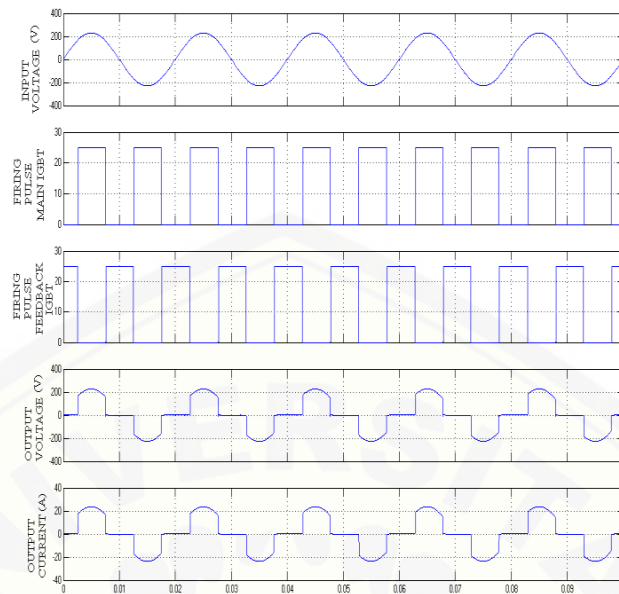 400
200
0
-200
-400
INPUT
VOLTAGE (V)
30
20
10
0
FIRING
PULSE
MAIN IGBT
30
20
10
0
FIRING
PULSE
FEEDBACK
IGBT
400
200
0
-200
-400
OUTPUT
VOLTAGE (V)
40
20
0
-20
40
OUTPUT
CURRENT(A)
0 0.01 0.02 0.03 0.04 0.05 0.06 0.07 0.08 0.09